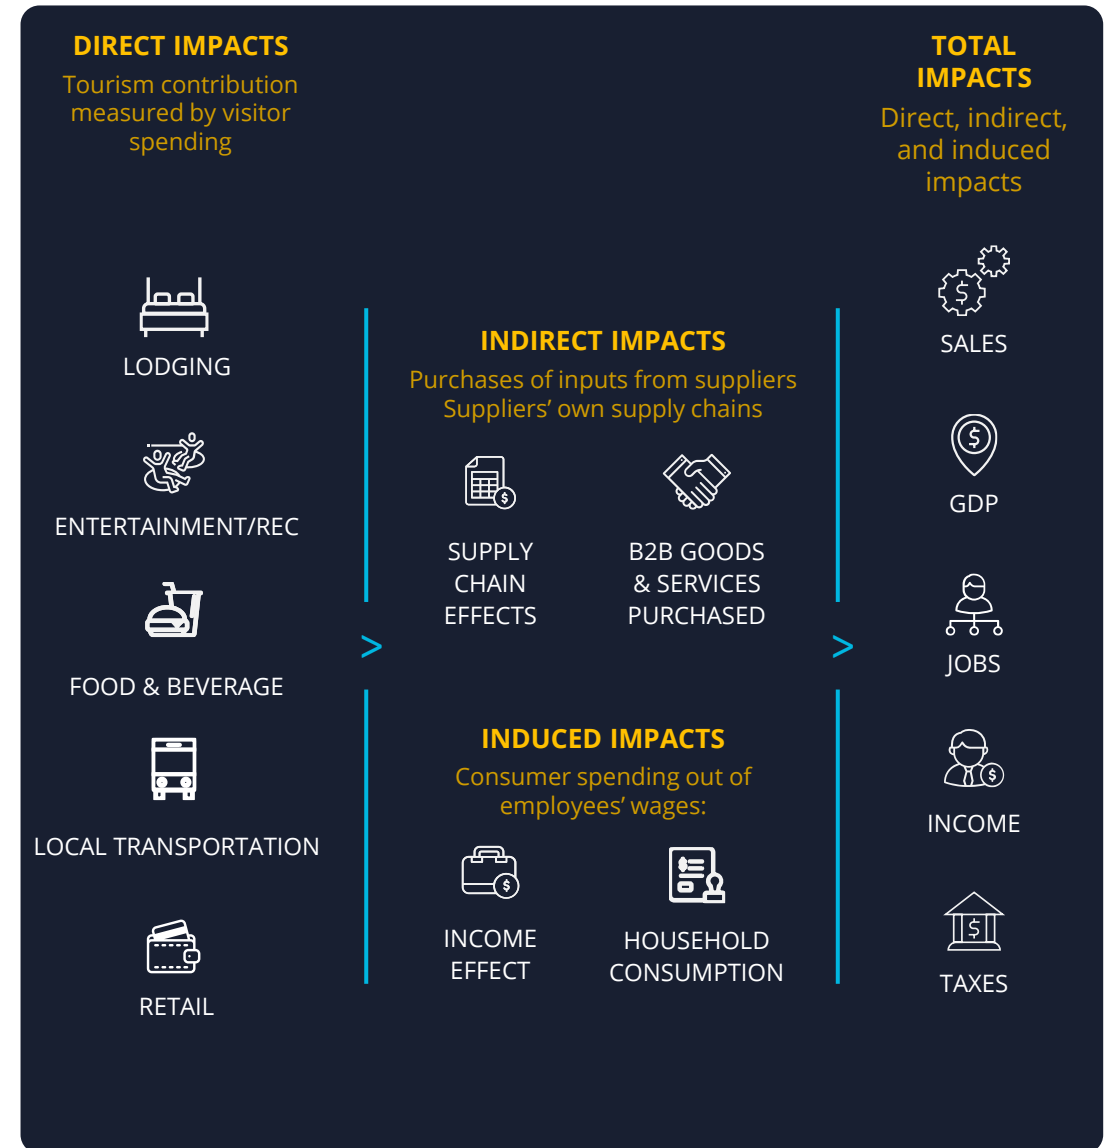 DIRECT IMPACTS
Tourism contribution
measured by visitor
spending
LODGING
ENTERTAINMENT/REC
FOOD & BEVERAGE
LOCAL TRANSPORTATION
RETAIL
>
INDIRECT IMPACTS
Purchases of inputs from suppliers
Suppliers’ own supply chains
$
SUPPLY
CHAIN
EFFECTS
B2B GOODS
& SERVICES
PURCHASED
INDUCED IMPACTS
Consumer spending out of
employees’ wages:
$
INCOME
EFFECT
$
HOUSEHOLD
CONSUMPTION
>
TOTAL
IMPACTS
Direct, indirect,
and induced
impacts
$
SALES
$
GDP
JOBS
$
INCOME
$
TAXES